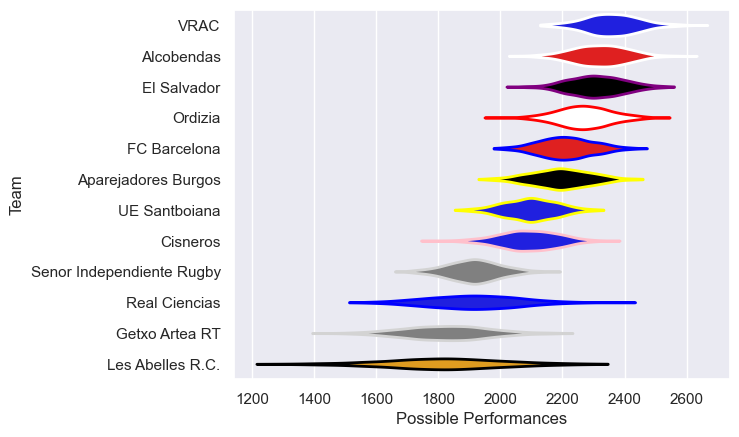 VRAC
Alcobendas
El Salvador
Ordizia
FC Barcelona
Aparejadores Burgos
UE Santboiana
Cisneros
Senor Independiente Rugby
Real Ciencias
Getxo Artea RT
Les Abelles R.C.
Team
1200 1400 1600 1800 2000 2200 2400 2600
Possible Performances